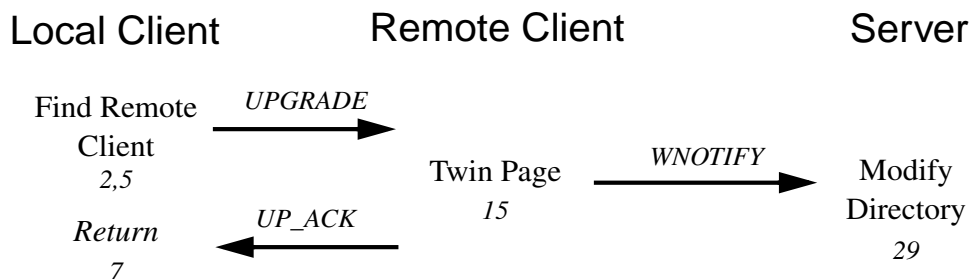 Local Client
Remote Client
Server
Find Remote
Client
2,5
UPGRADE
Twin Page
15
WNOTIFY
Modify
Directory
29
Return
7
UP_ACK